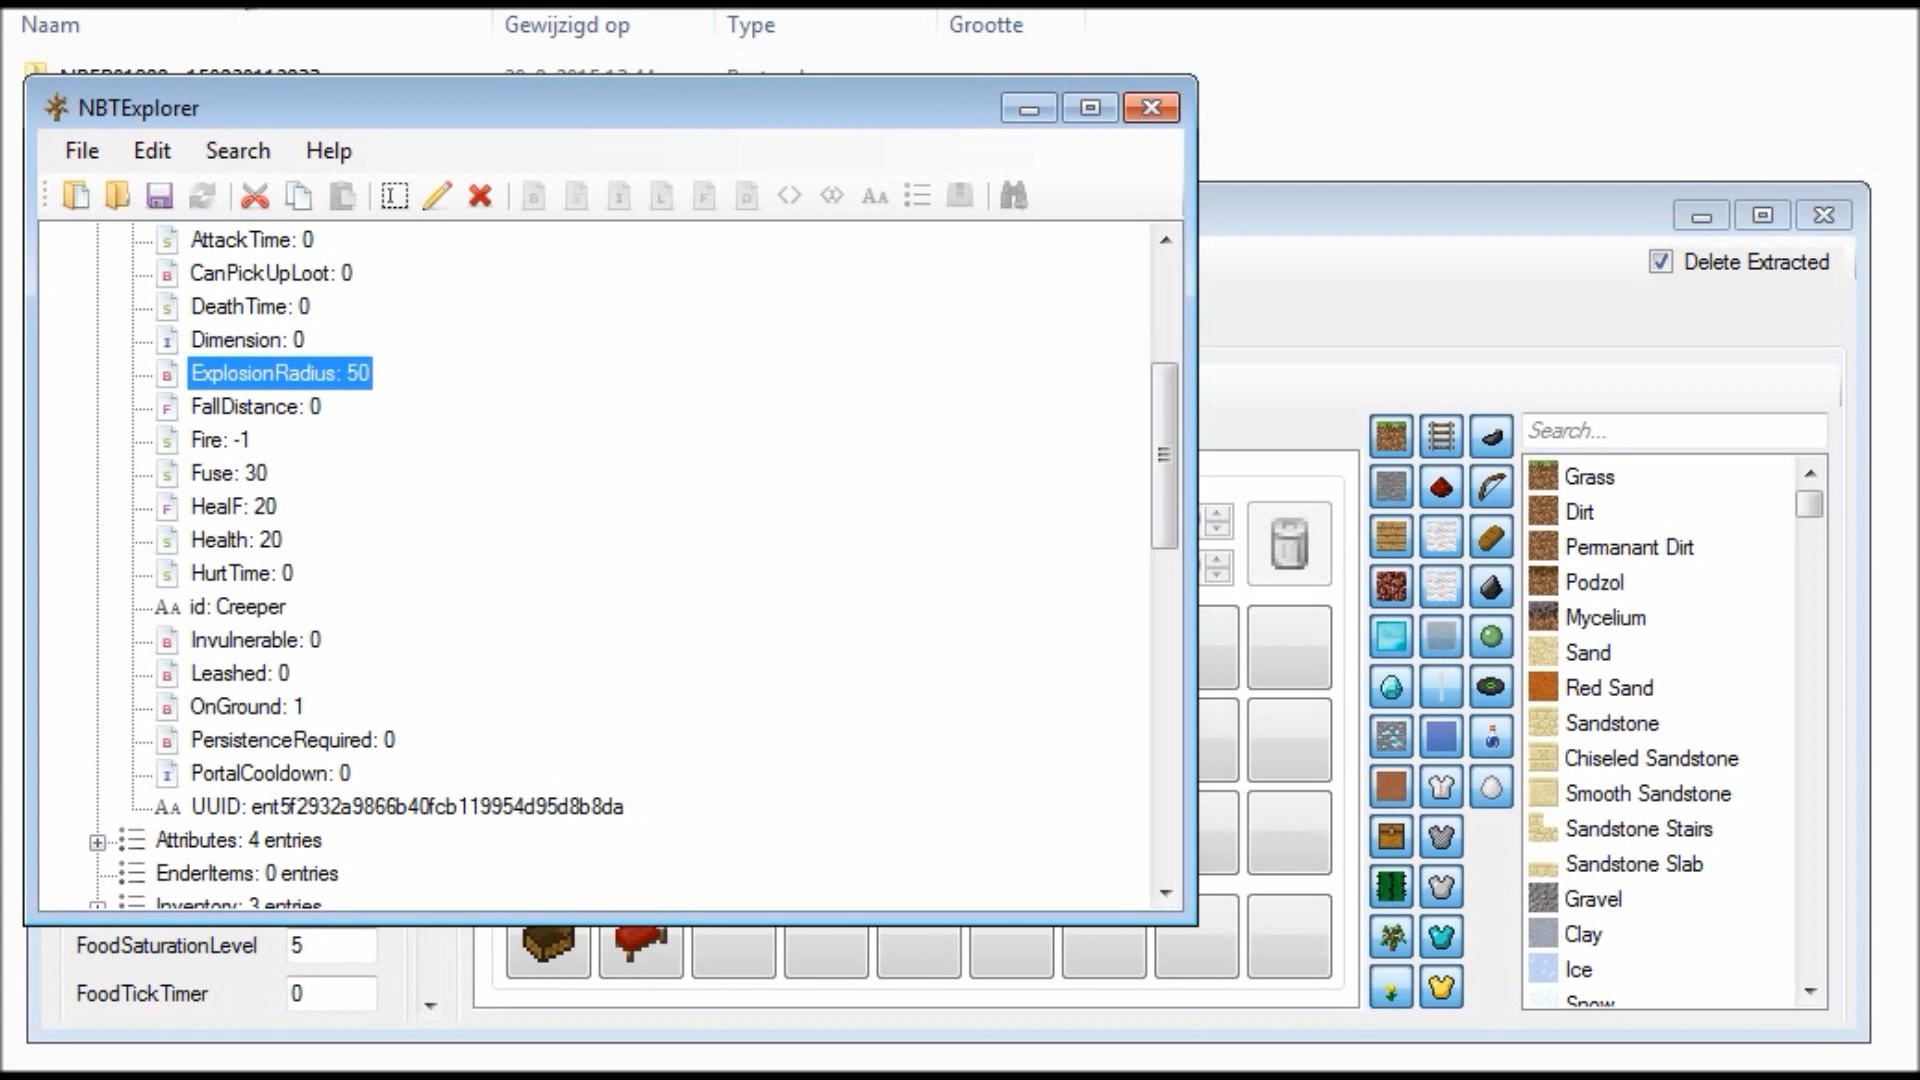 Naam Gewijzigd op Type Grootte
NBTExplorer
File Edit Search Help
AttackTime: 0
CanPickUpLoot: 0
DeathTime: 0
Dimension: 0
ExplosionRadius: 50
FallDistance: 0
Fire: -1
Fuse: 30
HealF: 20
Health: 20
HurtTime: 0
id: Creeper
Invulnerable: 0
Leashed: 0
OnGround: 1
PersistenceRequired: 0
PortalCooldown: 0
UUID: ent5f2932a9866b40fcb119954d95d8b8da
Attributes: 4 entries
EnderItems: 0 entries
Inventory: 3 entries
FoodSaturationLevel 5
FoodTickTimer 0
Delete Extracted
Search...
Grass
Dirt
Permanant Dirt
Podzol
Mycelium
Sand
Red Sand
Sandstone
Chiseled Sandstone
Smooth Sandstone
Sandstone Stairs
Sandstone Slab
Gravel
Clay
Ice
Snow